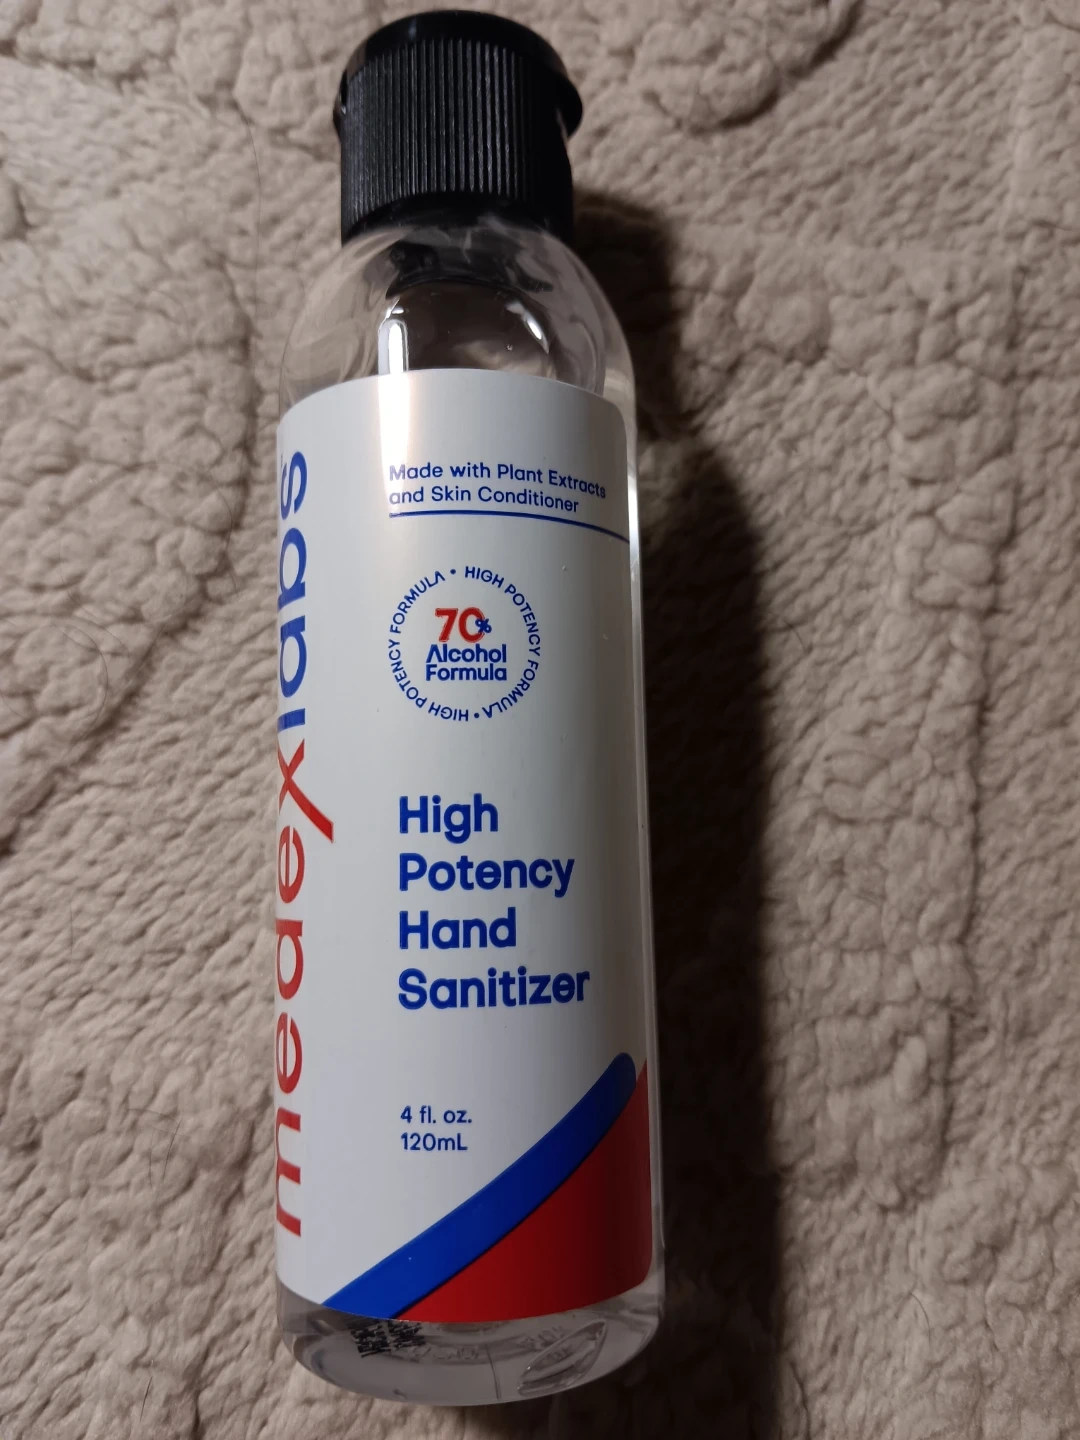 medexlabs
Made with Plant Extracts
and Skin Conditioner
HIGH POTENCY FORMULA • HIGH POTENCY FORMULA •
70%
Alcohol
Formula
High
Potency
Hand
Sanitizer
4 fl. oz.
120mL